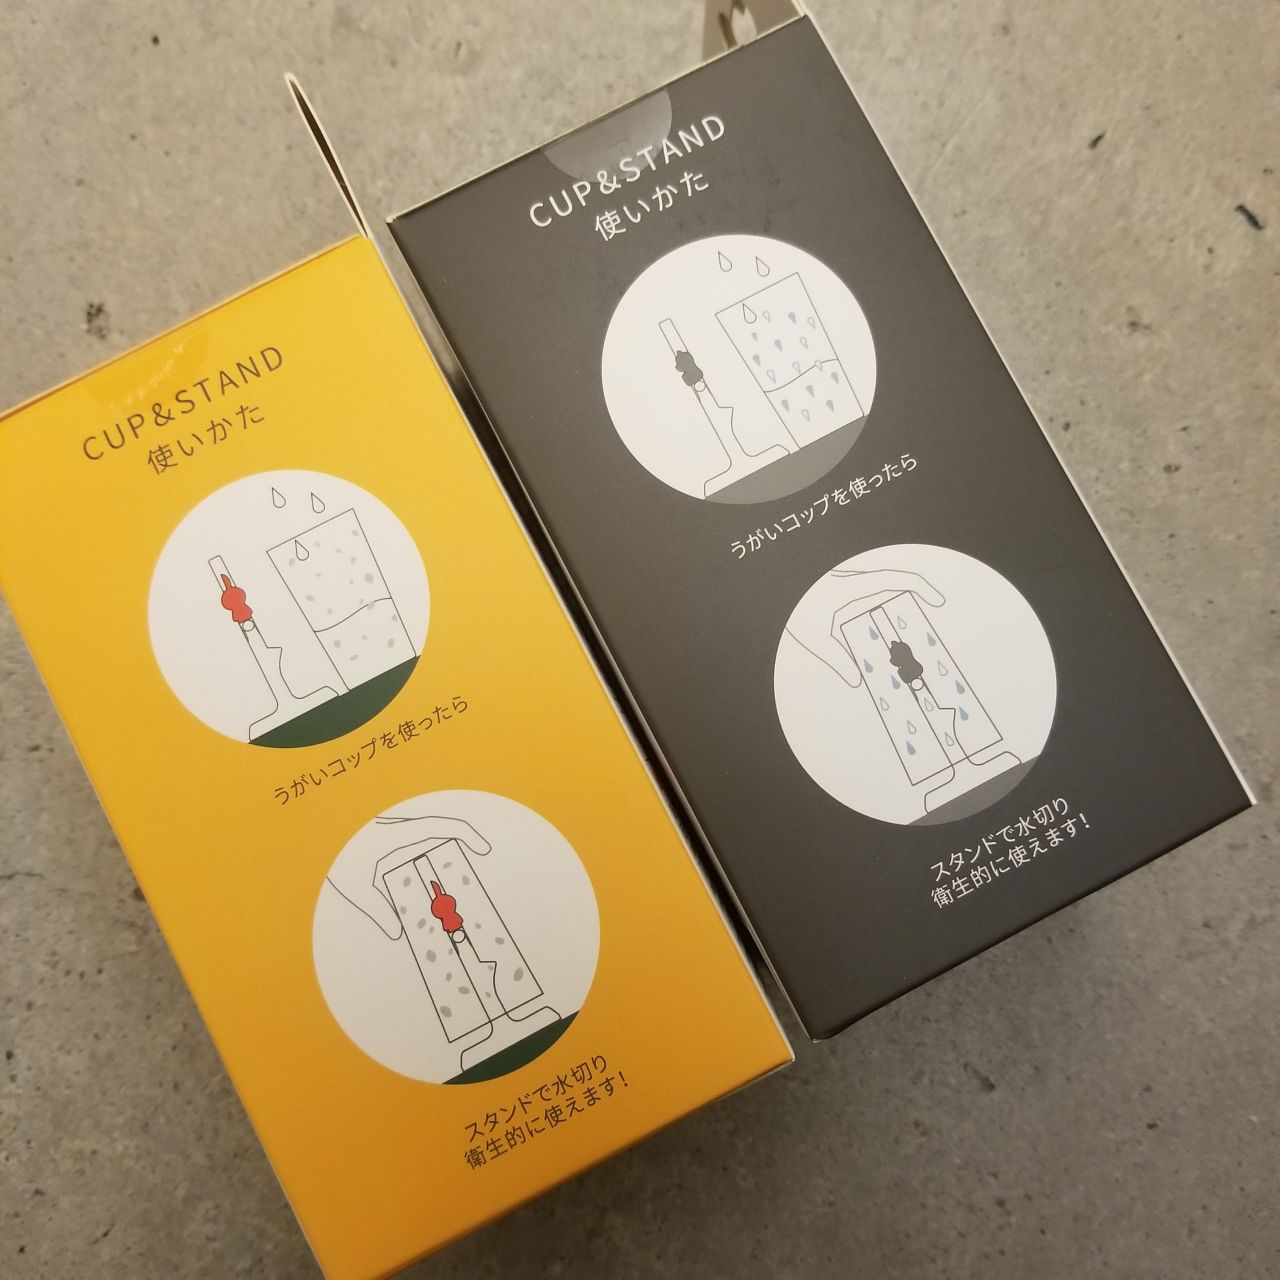 CUP&STAND
使いかた
うがいコップを使ったら
スタンドで水切り
衛生的に使えます!
CUP&STAND
使いかた
うがいコップを使ったら
スタンドで水切り
衛生的に使えます!